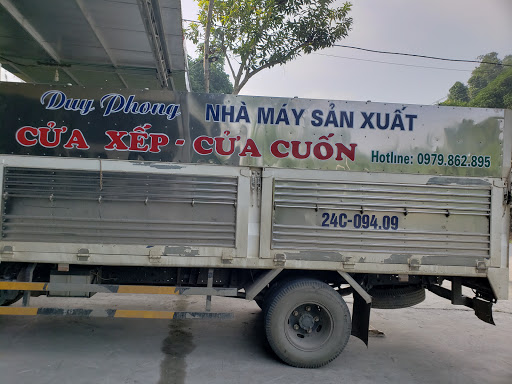 Duy Phong NHÀ MÁY SẢN XUẤT
CỬA XẾP - CỬA CUỐN Hotline: 0979.862.895
24C-094.09